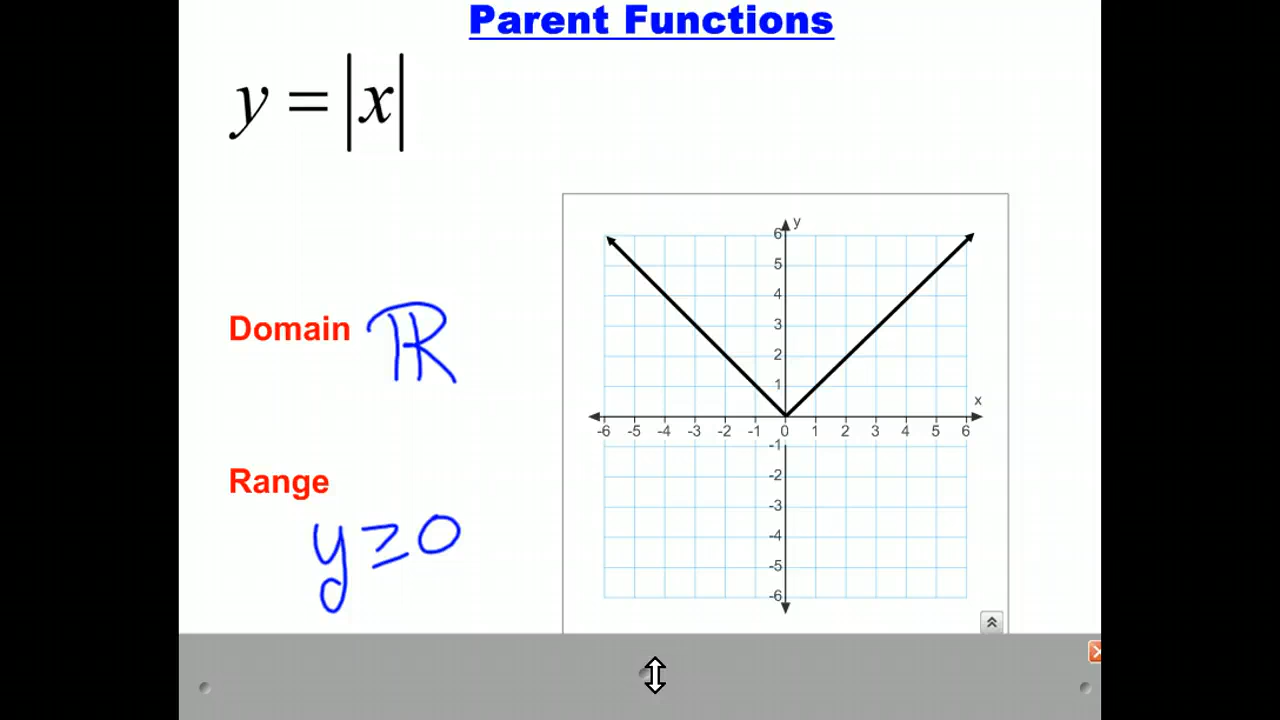 Parent Functions
y = |x|
Domain ℝ
Range
y ≥ 0
y
6
5
4
3
2
1
x
-6 -5 -4 -3 -2 -1 0 1 2 3 4 5 6
-1
-2
-3
-4
-5
-6